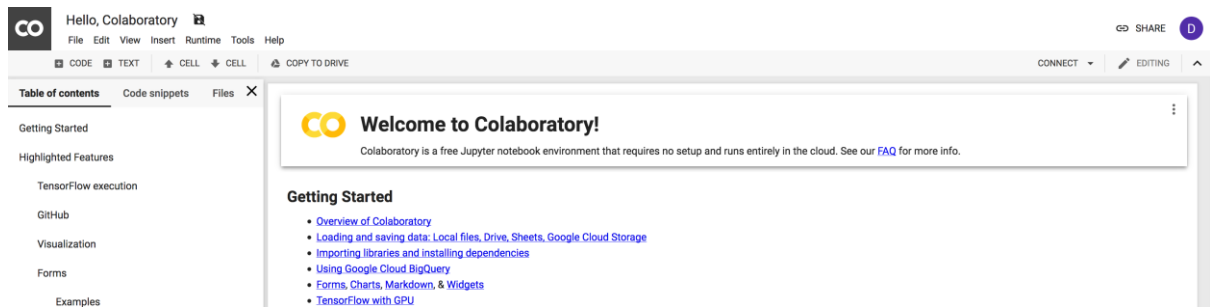 CO Hello, Colaboratory
File Edit View Insert Runtime Tools Help
SHARE D
CODE TEXT CELL CELL COPY TO DRIVE CONNECT EDITING
Table of contents Code snippets Files X
Getting Started
Highlighted Features
TensorFlow execution
GitHub
Visualization
Forms
Examples
CO Welcome to Colaboratory!
Colaboratory is a free Jupyter notebook environment that requires no setup and runs entirely in the cloud. See our FAQ for more info.
Getting Started
• Overview of Colaboratory
• Loading and saving data: Local files, Drive, Sheets, Google Cloud Storage
• Importing libraries and installing dependencies
• Using Google Cloud BigQuery
• Forms, Charts, Markdown, & Widgets
• TensorFlow with GPU